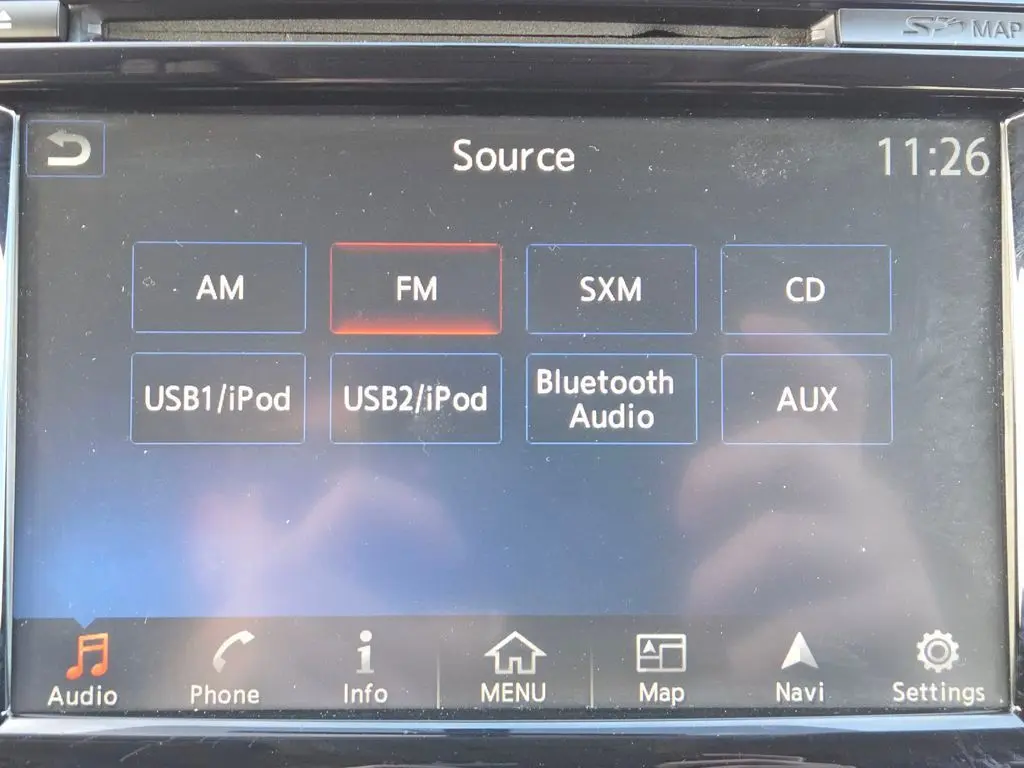 SD MAP
Source
11:26
AM
FM
SXM
CD
USB1/iPod
USB2/iPod
Bluetooth
Audio
AUX
Audio
Phone
Info
MENU
Map
Navi
Settings